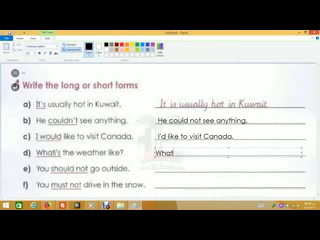 Write the long or short forms
a) It's usually hot in Kuwait.
It is usually hot in Kuwait.
b) He couldn't see anything.
He could not see anything.
c) I would like to visit Canada.
I'd like to visit Canada.
d) What's the weather like?
What
e) You should not go outside.
f) You must not drive in the snow.